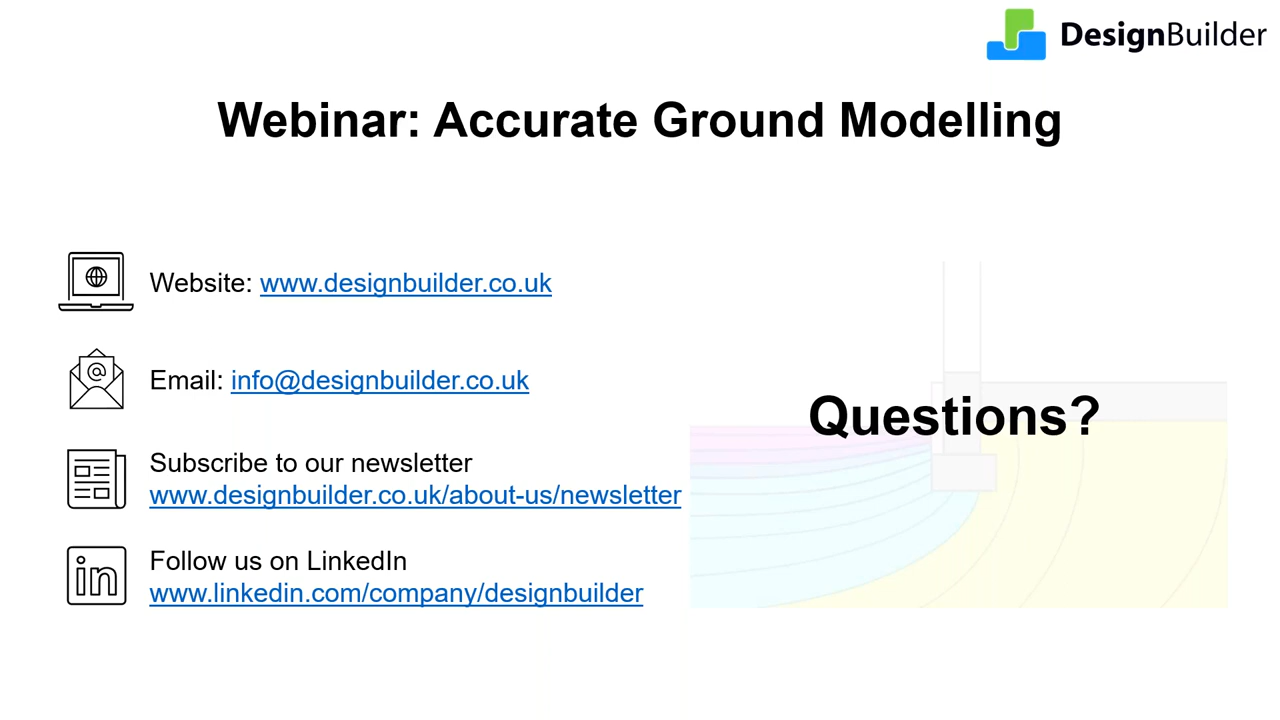 DesignBuilder
Webinar: Accurate Ground Modelling
Website: www.designbuilder.co.uk
Email: info@designbuilder.co.uk
Subscribe to our newsletter
www.designbuilder.co.uk/about-us/newsletter
Follow us on LinkedIn
www.linkedin.com/company/designbuilder
Questions?